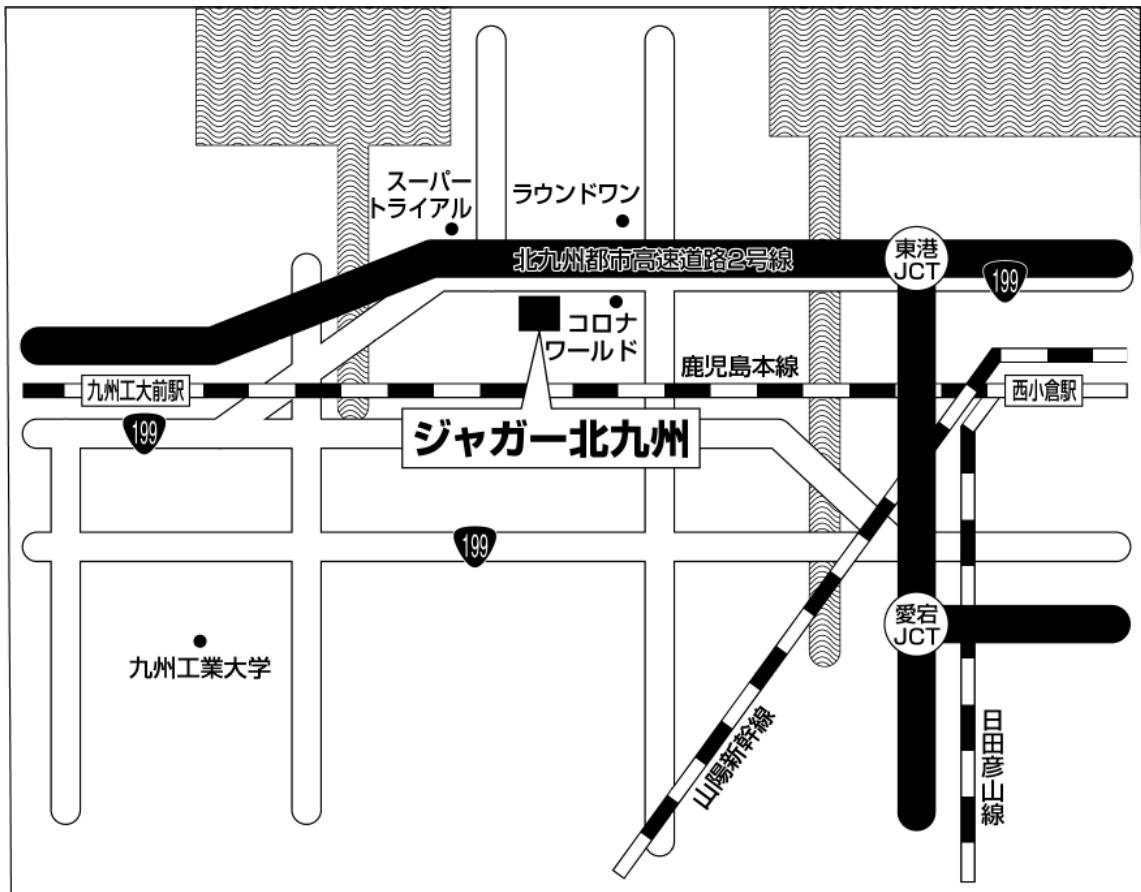 スーパー
トライアル
ラウンドワン
北九州都市高速道路2号線
東港
JCT
199
コロナ
ワールド
鹿児島本線
九州工大前駅
西小倉駅
199
ジャガー北九州
199
愛宕
JCT
九州工業大学
山陽新幹線
日田彦山線